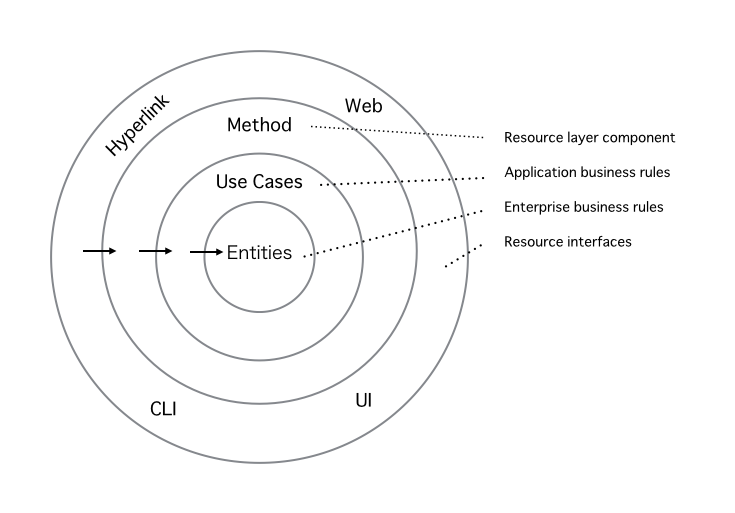 Hyperlink
Web
Method
Use Cases
Entities
CLI
UI
Resource layer component
Application business rules
Enterprise business rules
Resource interfaces